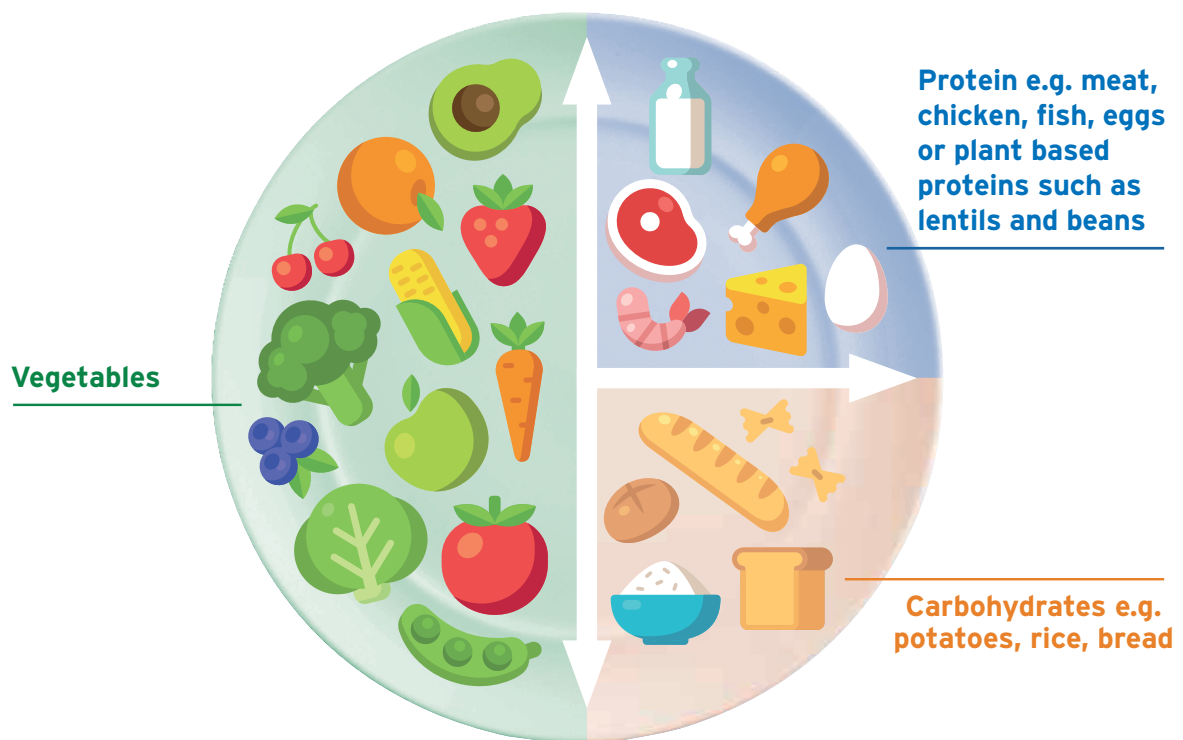 Protein e.g. meat,
chicken, fish, eggs
or plant based
proteins such as
lentils and beans
Vegetables
Carbohydrates e.g.
potatoes, rice, bread